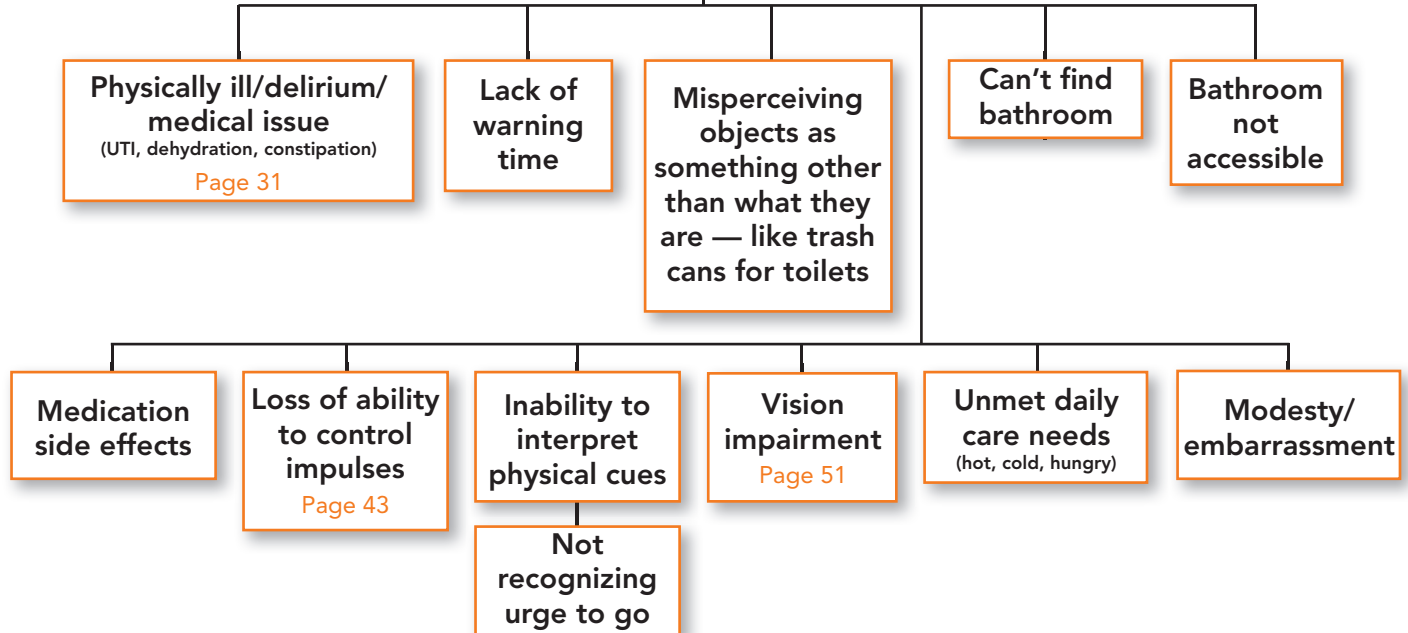 Physically ill/delirium/
medical issue
(UTI, dehydration, constipation)
Page 31
Lack of
warning
time
Misperceiving
objects as
something other
than what they
are — like trash
cans for toilets
Can't find
bathroom
Bathroom
not
accessible
Medication
side effects
Loss of ability
to control
impulses
Page 43
Inability to
interpret
physical cues
Not
recognizing
urge to go
Vision
impairment
Page 51
Unmet daily
care needs
(hot, cold, hungry)
Modesty/
embarrassment